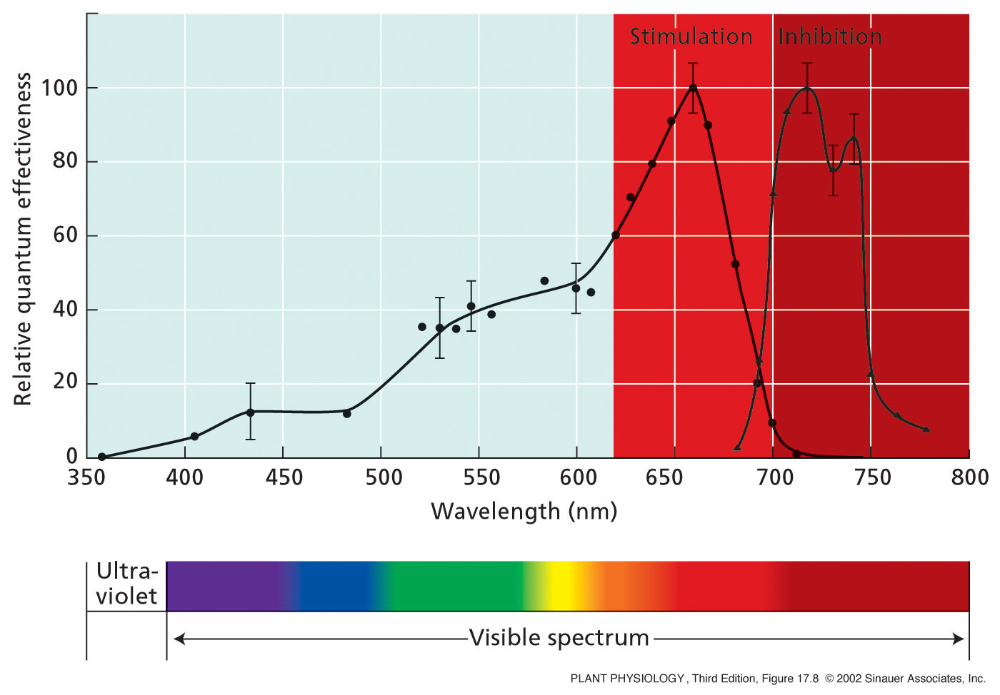 Stimulation
Inhibition
Relative quantum effectiveness
100
80
60
40
20
0
350 400 450 500 550 600 650 700 750 800
Wavelength (nm)
Ultra-
violet
Visible spectrum
PLANT PHYSIOLOGY, Third Edition, Figure 17.8 © 2002 Sinauer Associates, Inc.